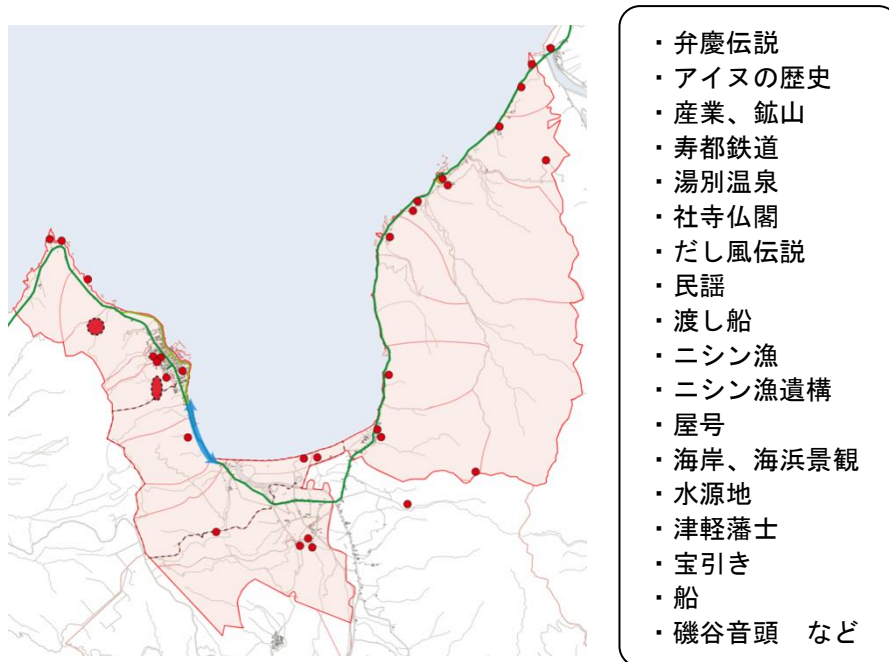 ・弁慶伝説
・アイヌの歴史
・産業、鉱山
・寿都鉄道
・湯別温泉
・社寺仏閣
・だし風伝説
・民謡
・渡し船
・ニシン漁
・ニシン漁遺構
・屋号
・海岸、海浜景観
・水源地
・津軽藩士
・宝引き
・船
・磯谷音頭　など